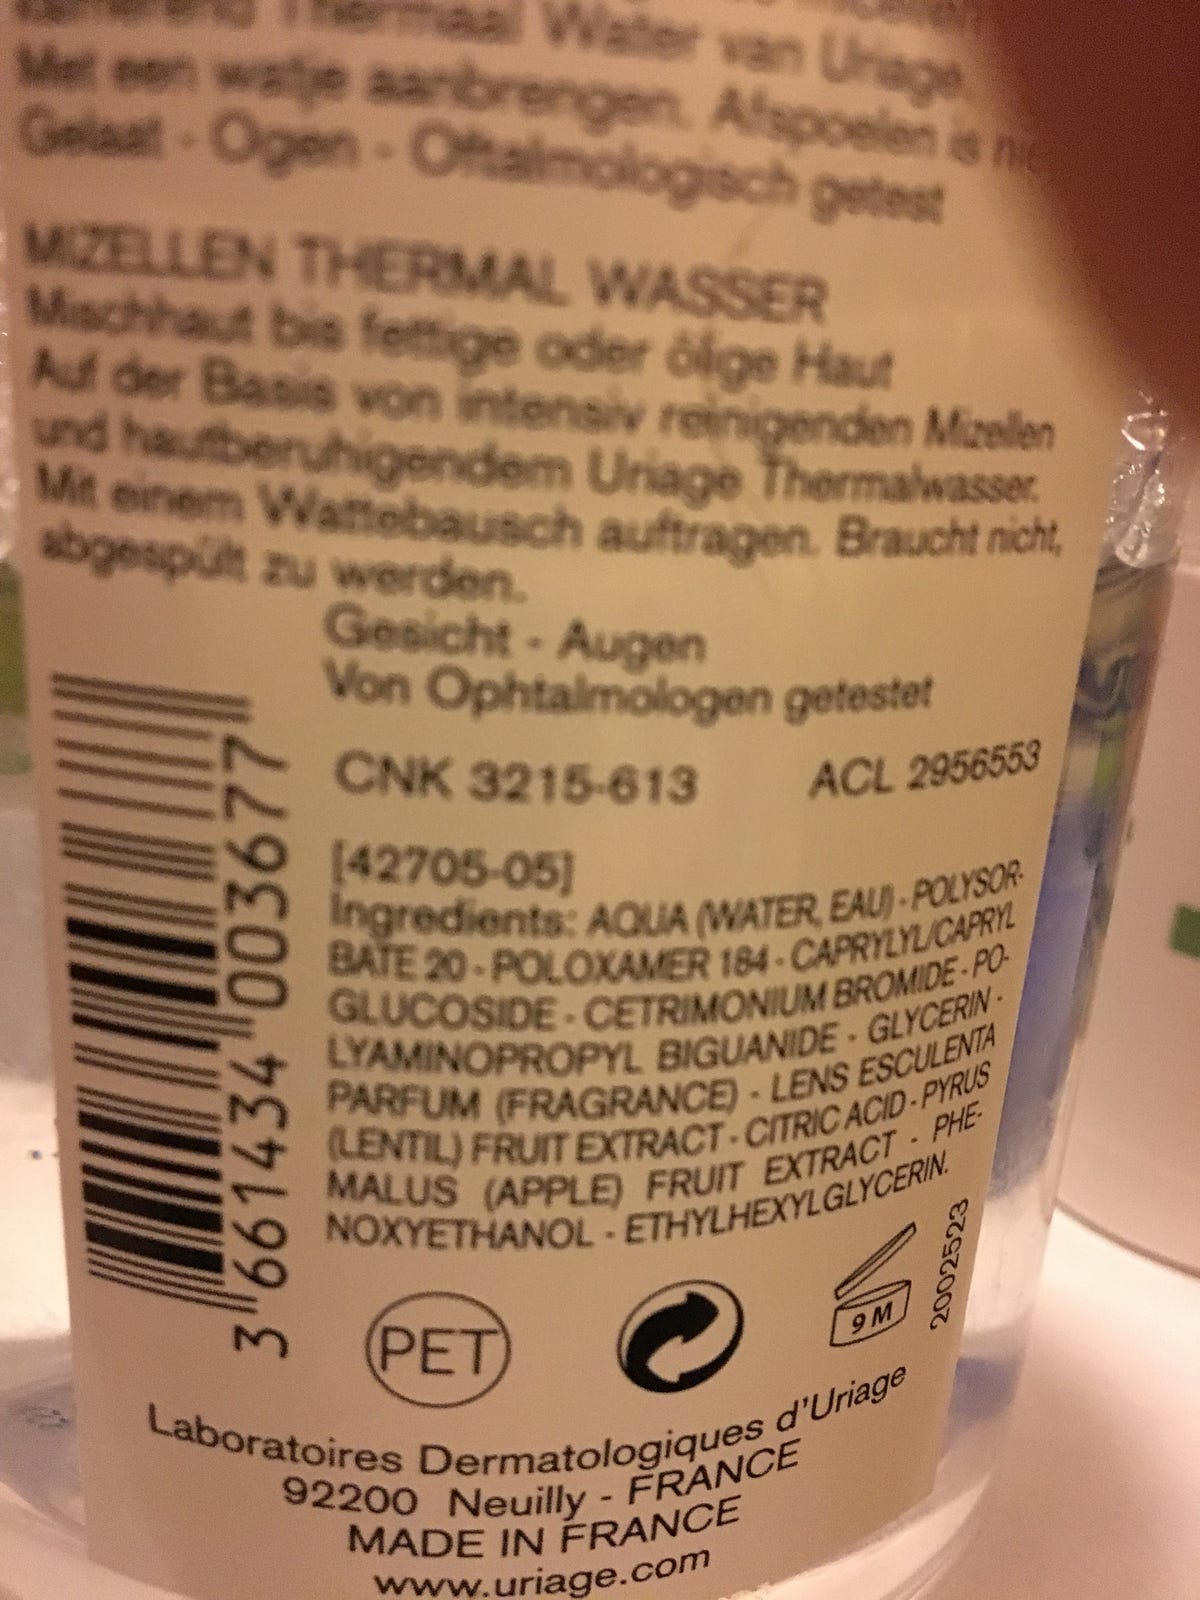 Thermaal Water van Uriage.
Met een watje aanbrengen. Afspoelen is
Gelaat - Ogen - Oftalmologisch getest
MIZELLEN THERMAL WASSER
Mischhaut bis fettige oder ölige Haut
Auf der Basis von intensiv reinigenden Mizellen
und hautberuhigendem Uriage Thermalwasser.
Mit einem Wattebausch auftragen. Braucht nicht,
abgespült zu werden.
Gesicht - Augen
Von Ophtalmologen getestet
CNK 3215-613 ACL 2956553
[42705-05]
Ingredients: AQUA (WATER, EAU) - POLYSOR-
BATE 20 - POLOXAMER 184 - CAPRYLYL/CAPRYL
GLUCOSIDE - CETRIMONIUM BROMIDE - PO-
LYAMINOPROPYL BIGUANIDE - GLYCERIN -
PARFUM (FRAGRANCE) - LENS ESCULENTA
(LENTIL) FRUIT EXTRACT - CITRIC ACID - PYRUS
MALUS (APPLE) FRUIT EXTRACT - PHE-
NOXYETHANOL - ETHYLHEXYLGLYCERIN.
3 661434 003677
PET
9 M
2002523
Laboratoires Dermatologiques d'Uriage
92200 Neuilly - FRANCE
MADE IN FRANCE
www.uriage.com